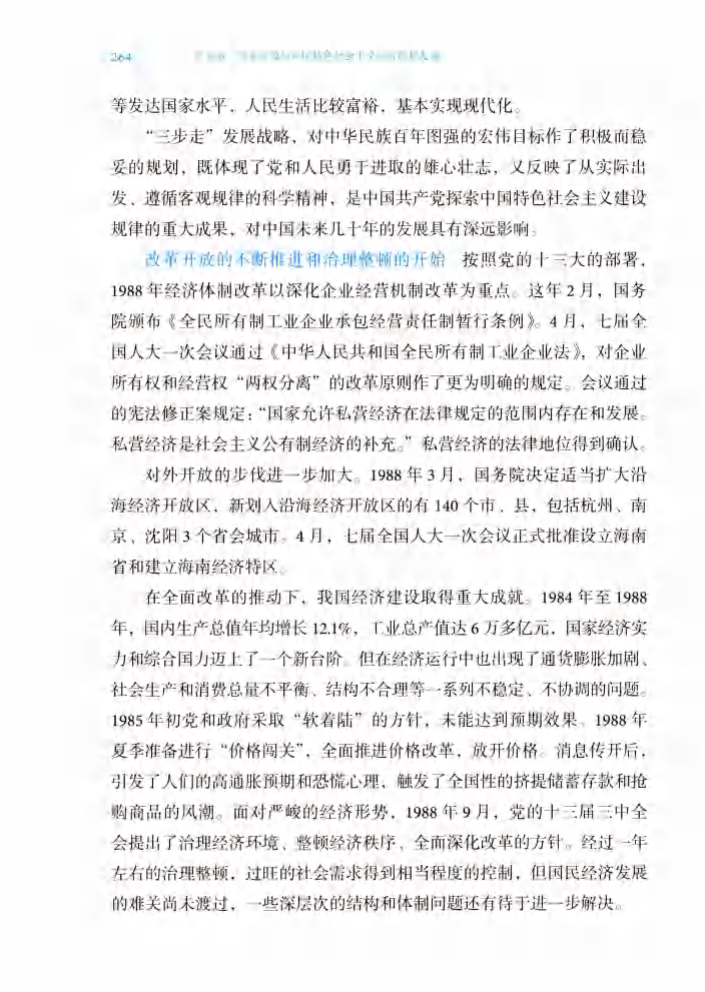 264
等发达国家水平，人民生活比较富裕，基本实现现代化。
“三步走”发展战略，对中华民族百年图强的宏伟目标作了积极而稳
妥的规划，既体现了党和人民勇于进取的雄心壮志，又反映了从实际出
发、遵循客观规律的科学精神，是中国共产党探索中国特色社会主义建设
规律的重大成果，对中国未来几十年的发展具有深远影响。
改革开放的不断推进和治理整顿的开始 按照党的十三大的部署，
1988年经济体制改革以深化企业经营机制改革为重点。这年2月，国务
院颁布《全民所有制工业企业承包经营责任制暂行条例》。4月，七届全
国人大一次会议通过《中华人民共和国全民所有制工业企业法》，对企业
所有权和经营权“两权分离”的改革原则作了更为明确的规定。会议通过
的宪法修正案规定：“国家允许私营经济在法律规定的范围内存在和发展。
私营经济是社会主义公有制经济的补充。”私营经济的法律地位得到确认。
对外开放的步伐进一步加大。1988年3月，国务院决定适当扩大沿
海经济开放区，新划入沿海经济开放区的有140个市、县，包括杭州、南
京、沈阳3个省会城市。4月，七届全国人大一次会议正式批准设立海南
省和建立海南经济特区。
在全面改革的推动下，我国经济建设取得重大成就。1984年至1988
年，国内生产总值年均增长12.1%，工业总产值达6万多亿元，国家经济实
力和综合国力迈上了一个新台阶。但在经济运行中也出现了通货膨胀加剧、
社会生产和消费总量不平衡、结构不合理等一系列不稳定、不协调的问题。
1985年初党和政府采取“软着陆”的方针，未能达到预期效果。1988年
夏季准备进行“价格闯关”，全面推进价格改革，放开价格。消息传开后，
引发了人们的高通胀预期和恐慌心理，触发了全国性的挤提储蓄存款和抢
购商品的风潮。面对严峻的经济形势，1988年9月，党的十三届三中全
会提出了治理经济环境、整顿经济秩序、全面深化改革的方针。经过一年
左右的治理整顿，过旺的社会需求得到相当程度的控制，但国民经济发展
的难关尚未渡过，一些深层次的结构和体制问题还有待于进一步解决。